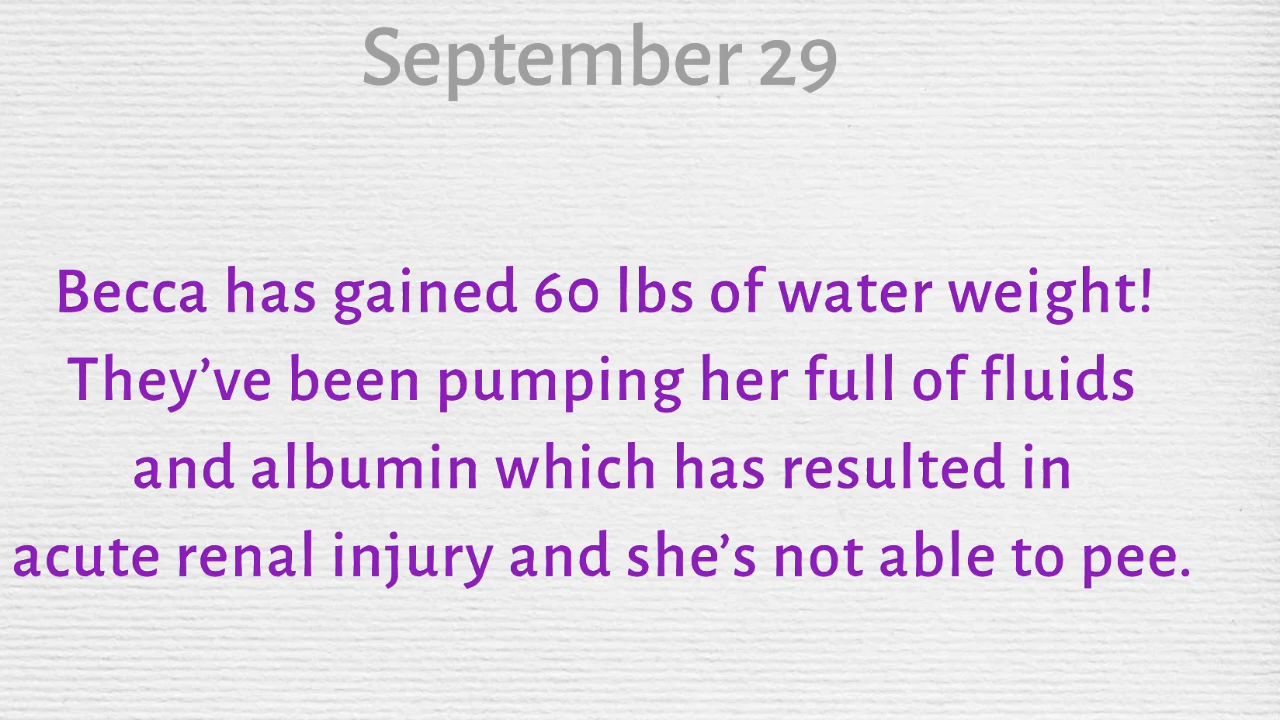 September 29
Becca has gained 60 lbs of water weight!
They’ve been pumping her full of fluids
and albumin which has resulted in
acute renal injury and she’s not able to pee.